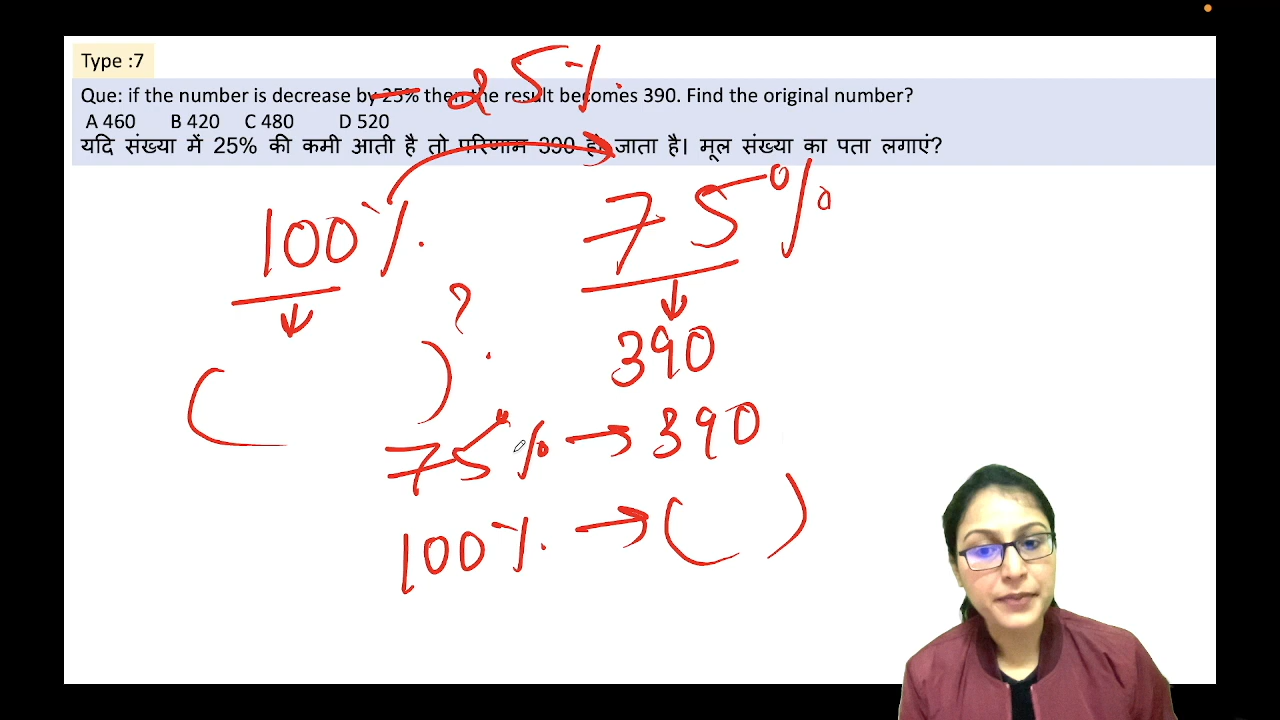 Type :7
- 25%.
Que: if the number is decrease by 25% then the result becomes 390. Find the original number?
A 460 B 420 C 480 D 520
यदि संख्या में 25% की कमी आती है तो परिणाम 390 हो जाता है। मूल संख्या का पता लगाएं?
100%. 75%
( )? 390
75% → 390
100%. → ( )